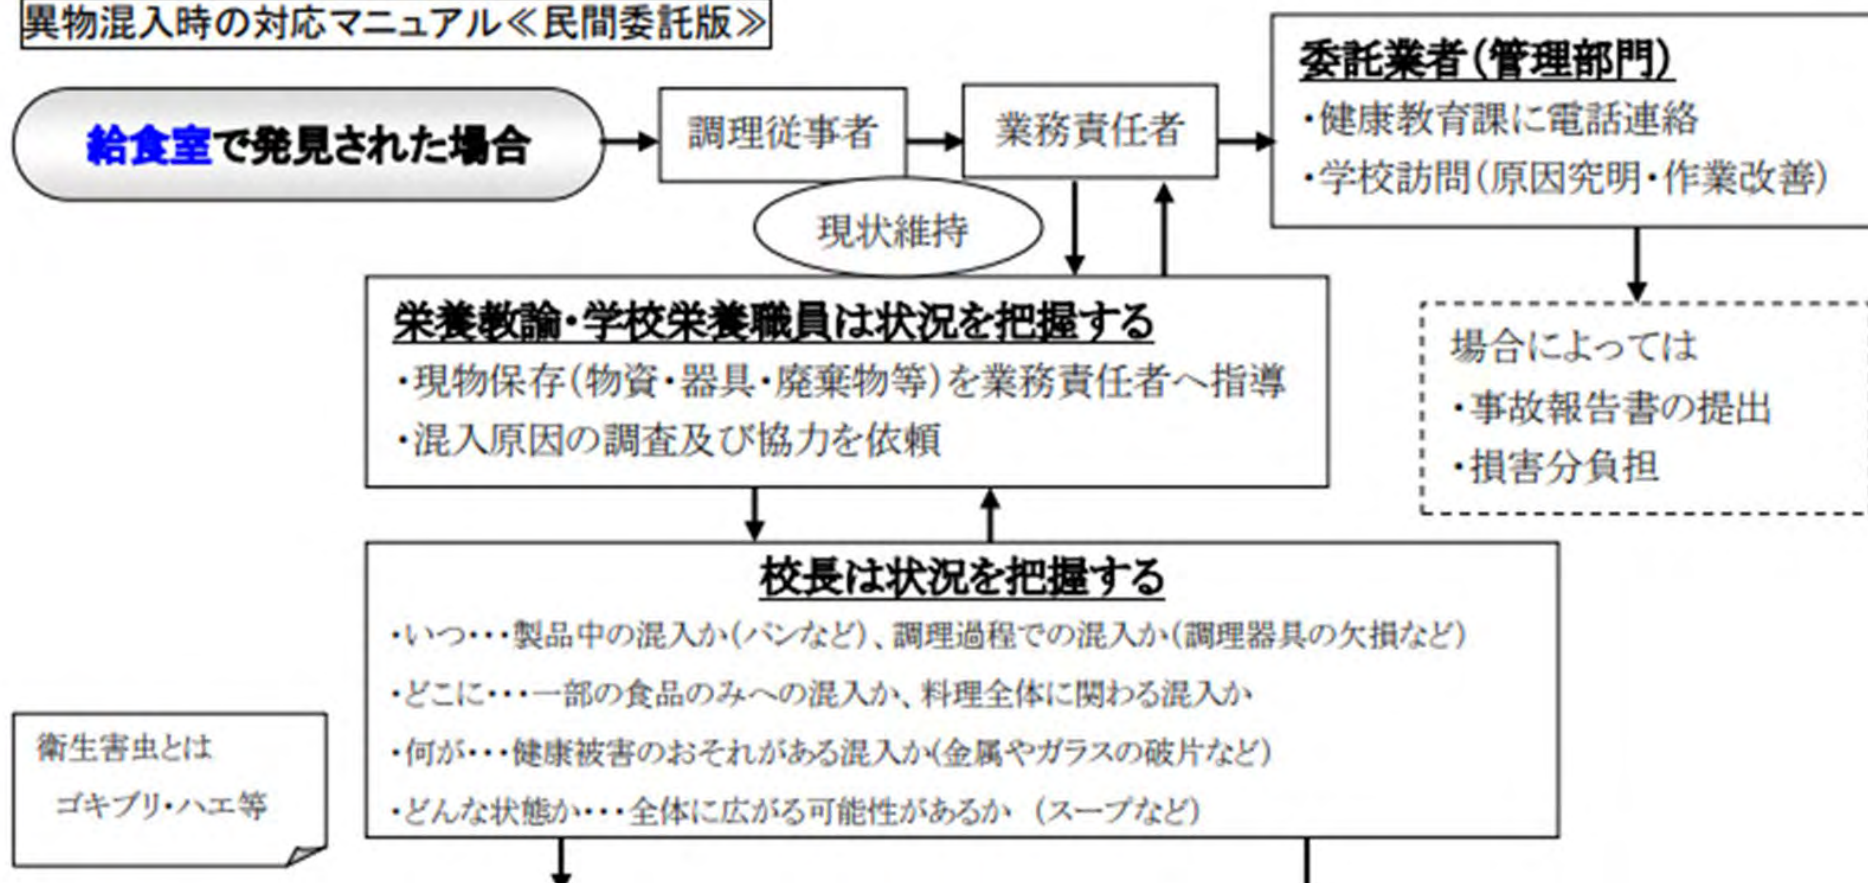 異物混入時の対応マニュアル≪民間委託版≫
給食室で発見された場合
調理従事者
業務責任者
委託業者(管理部門)
・健康教育課に電話連絡
・学校訪問(原因究明・作業改善)
現状維持
栄養教諭・学校栄養職員は状況を把握する
・現物保存(物資・器具・廃棄物等)を業務責任者へ指導
・混入原因の調査及び協力を依頼
場合によっては
・事故報告書の提出
・損害分負担
校長は状況を把握する
・いつ・・・製品中の混入か(パンなど)、調理過程での混入か(調理器具の欠損など)
・どこに・・・一部の食品のみへの混入か、料理全体に関わる混入か
・何が・・・健康被害のおそれがある混入か(金属やガラスの破片など)
・どんな状態か・・・全体に広がる可能性があるか (スープなど)
衛生害虫とは
ゴキブリ・ハエ等